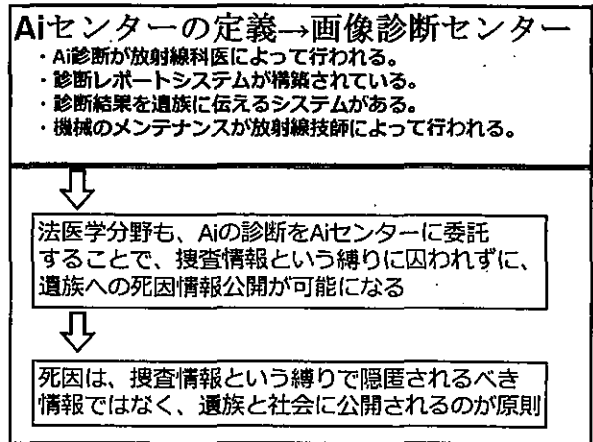 Aiセンターの定義→画像診断センター
・Ai診断が放射線科医によって行われる。
・診断レポートシステムが構築されている。
・診断結果を遺族に伝えるシステムがある。
・機械のメンテナンスが放射線技師によって行われる。
法医学分野も、Aiの診断をAiセンターに委託
することで、捜査情報という縛りに囚われずに、
遺族への死因情報公開が可能になる
死因は、捜査情報という縛りで隠匿されるべき
情報ではなく、遺族と社会に公開されるのが原則